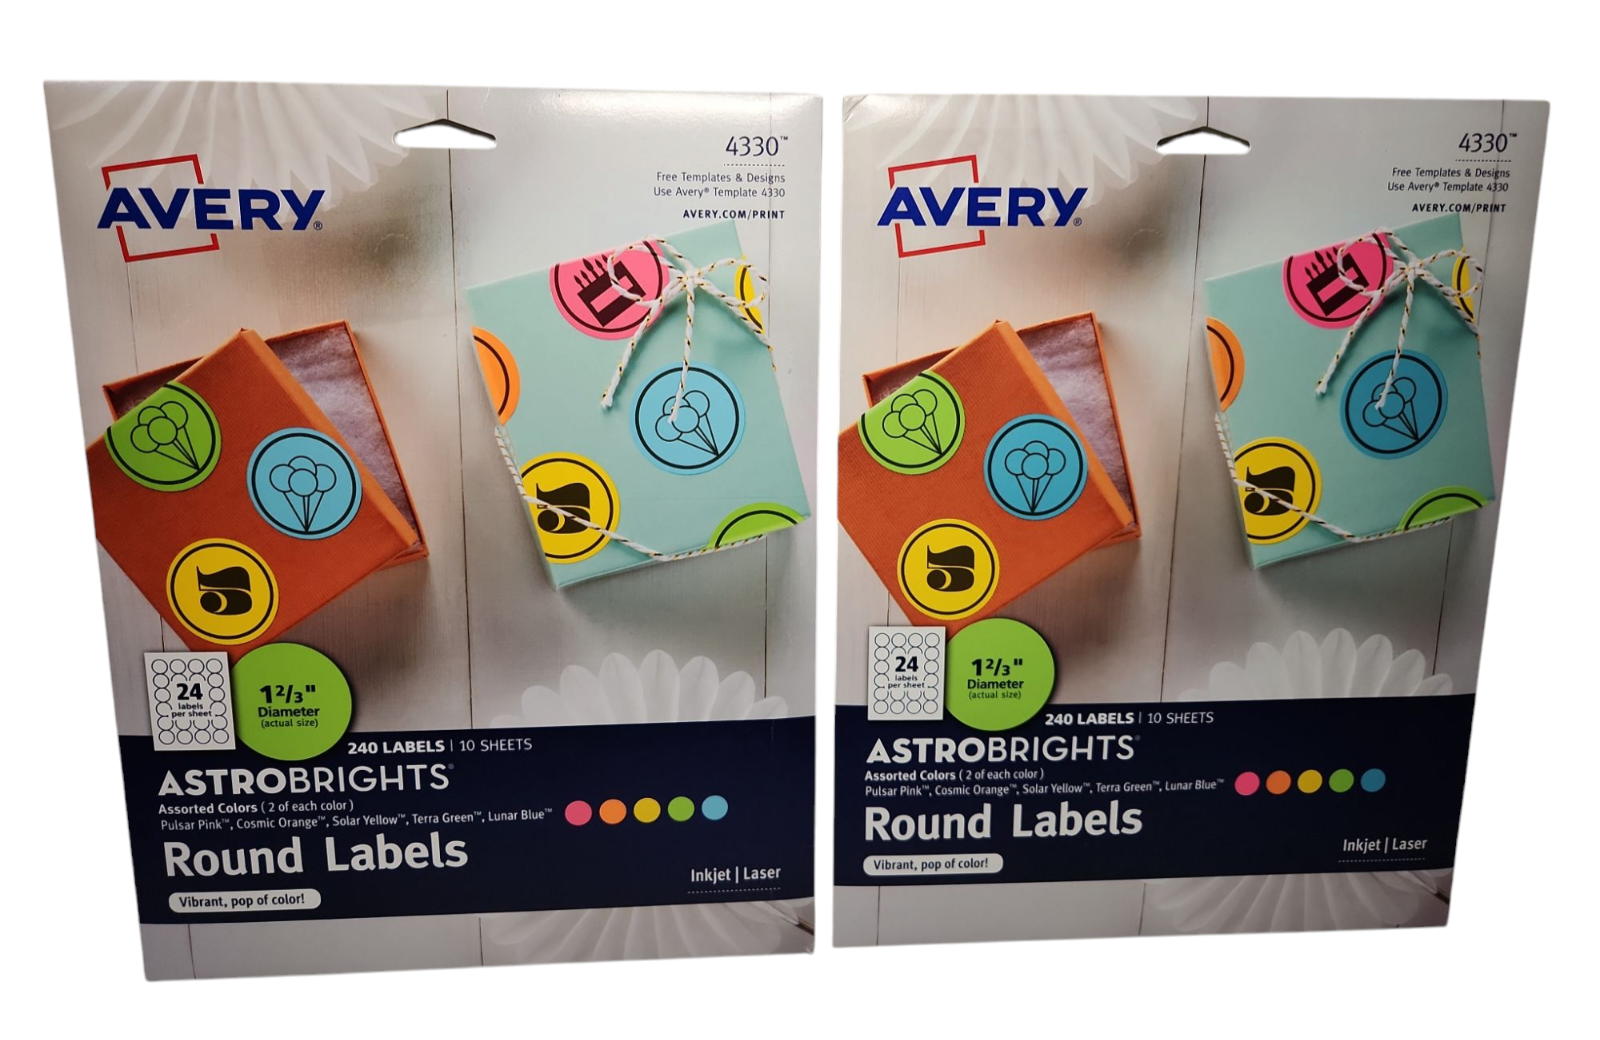 AVERY®
4330™
Free Templates & Designs
Use Avery® Template 4330
AVERY.COM/PRINT
5
5
24
labels
per sheet
1 2/3"
Diameter
(actual size)
240 LABELS | 10 SHEETS
ASTROBRIGHTS®
Assorted Colors ( 2 of each color )
Pulsar Pink™, Cosmic Orange™, Solar Yellow™, Terra Green™, Lunar Blue™
Round Labels
Inkjet | Laser
Vibrant, pop of color!
AVERY®
4330™
Free Templates & Designs
Use Avery® Template 4330
AVERY.COM/PRINT
5
5
24
labels
per sheet
1 2/3"
Diameter
(actual size)
240 LABELS | 10 SHEETS
ASTROBRIGHTS®
Assorted Colors ( 2 of each color )
Pulsar Pink™, Cosmic Orange™, Solar Yellow™, Terra Green™, Lunar Blue™
Round Labels
Inkjet | Laser
Vibrant, pop of color!